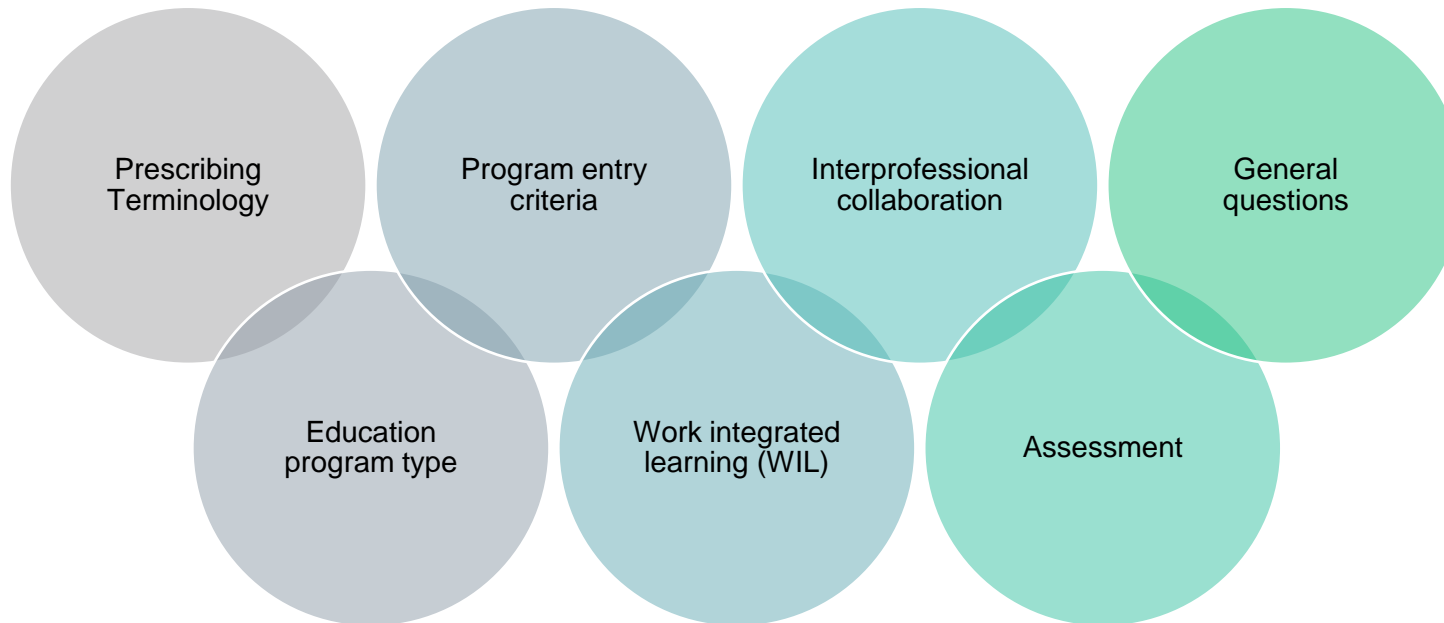 Prescribing
Terminology
Program entry
criteria
Interprofessional
collaboration
General
questions
Education
program type
Work integrated
learning (WIL)
Assessment